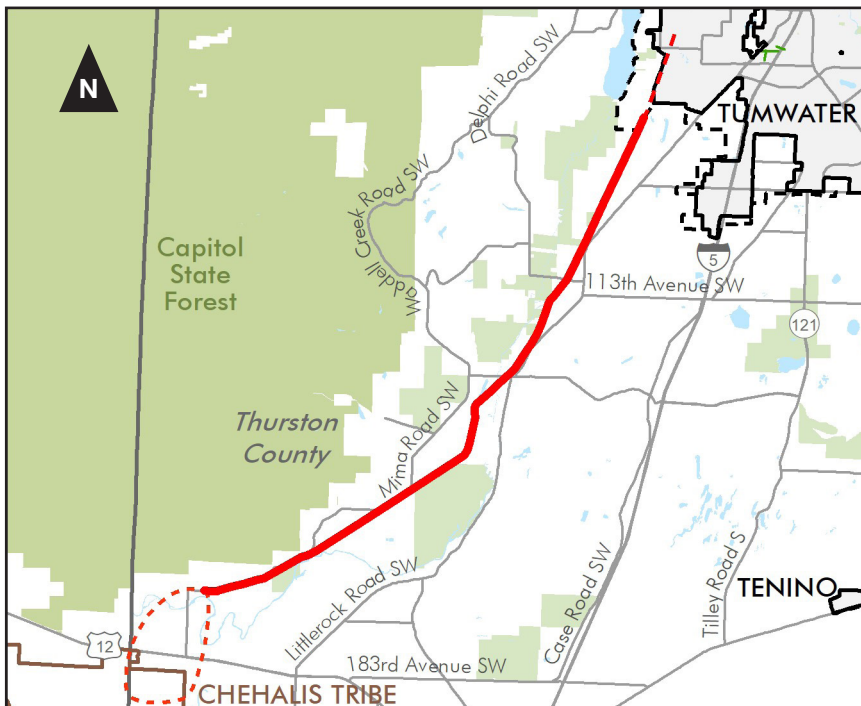 N
Delphi Road SW
TUMWATER
Waddell Creek Road SW
Capitol
State
Forest
5
113th Avenue SW
121
Thurston
County
Mima Road SW
Littlerock Road SW
Case Road SW
Tilley Road S
TENINO
12
183rd Avenue SW
CHEHALIS TRIBE